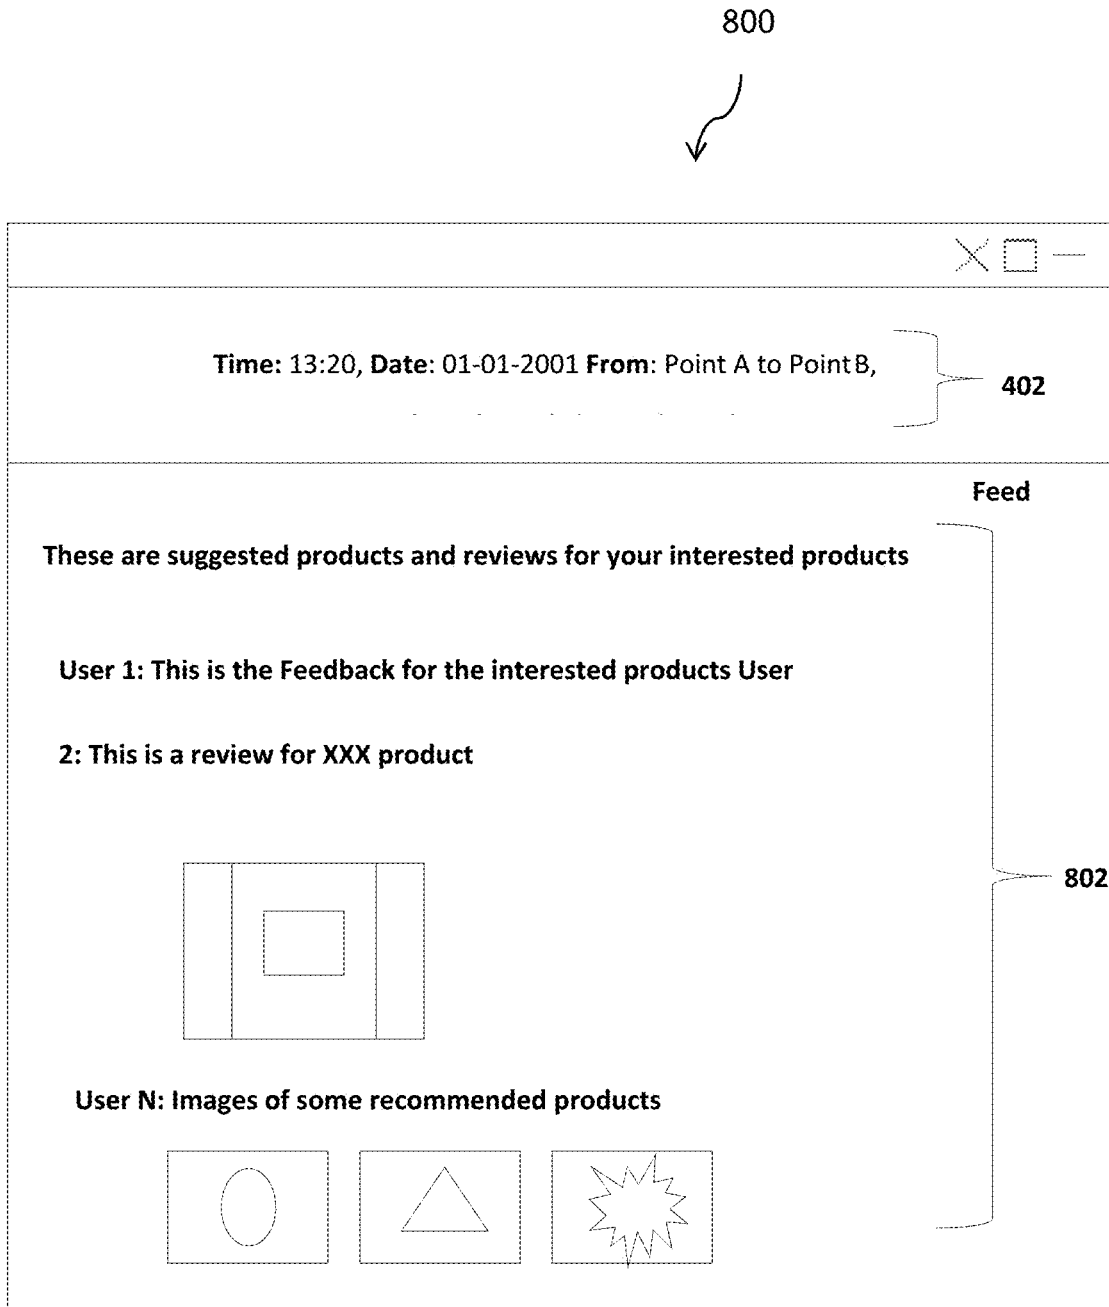 800
Time: 13:20, Date: 01-01-2001 From: Point A to Point B,
402
Feed
These are suggested products and reviews for your interested products
User 1: This is the Feedback for the interested products User
2: This is a review for XXX product
802
User N: Images of some recommended products